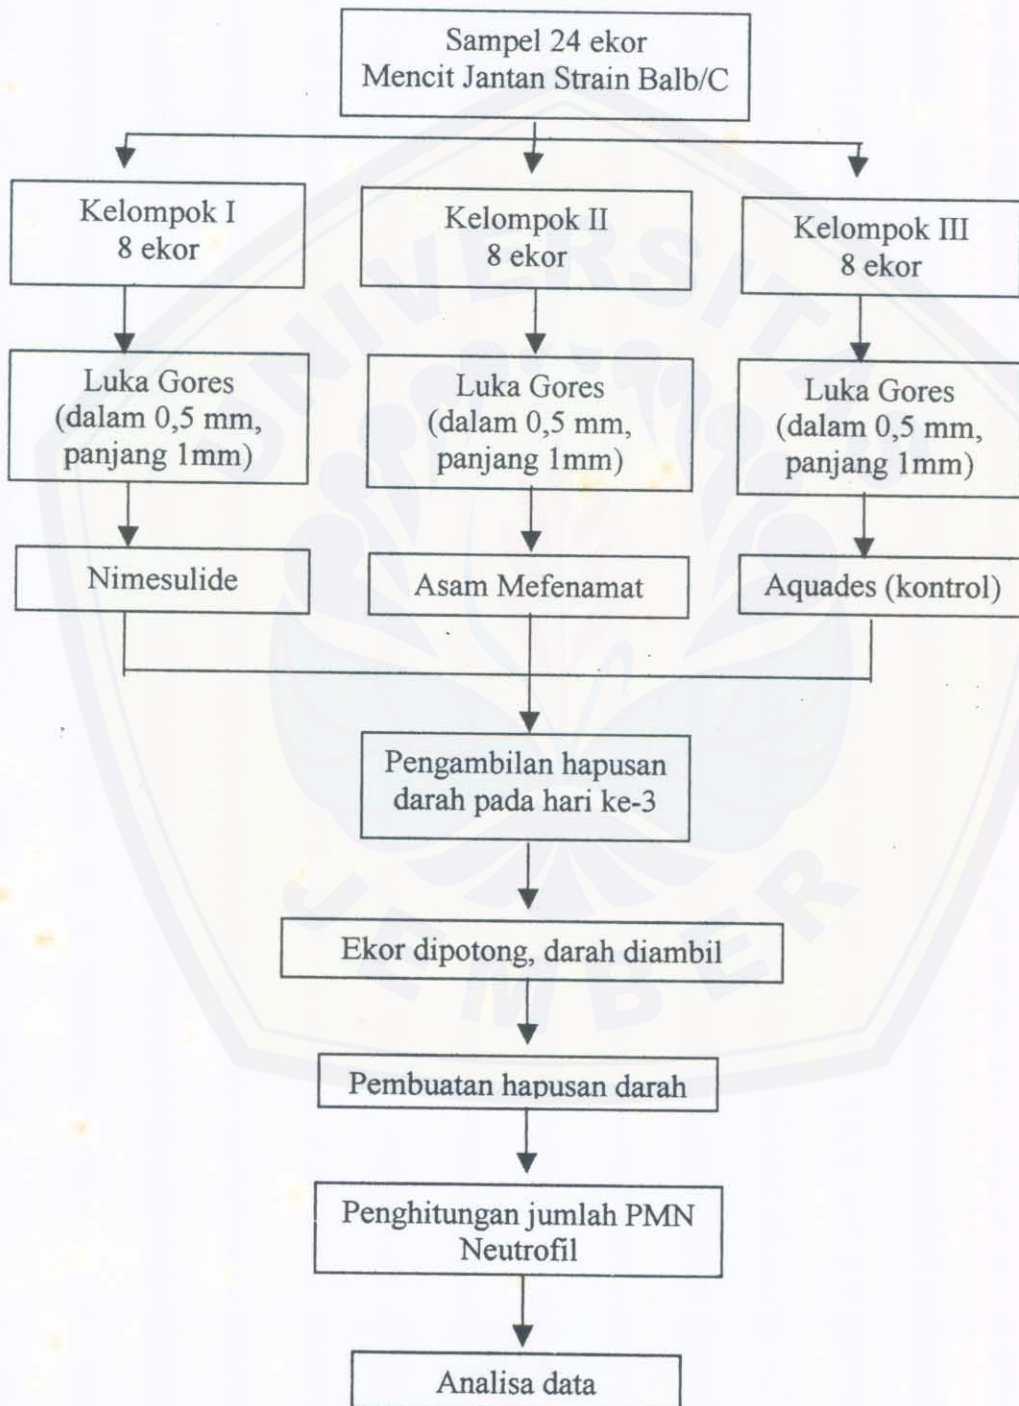 Sampel 24 ekor
Mencit Jantan Strain Balb/C
Kelompok I
8 ekor
Kelompok II
8 ekor
Kelompok III
8 ekor
Luka Gores
(dalam 0,5 mm,
panjang 1mm)
Luka Gores
(dalam 0,5 mm,
panjang 1mm)
Luka Gores
(dalam 0,5 mm,
panjang 1mm)
Nimesulide
Asam Mefenamat
Aquades (kontrol)
Pengambilan hapusan
darah pada hari ke-3
Ekor dipotong, darah diambil
Pembuatan hapusan darah
Penghitungan jumlah PMN
Neutrofil
Analisa data
UNIVERSITAS
JEMBER